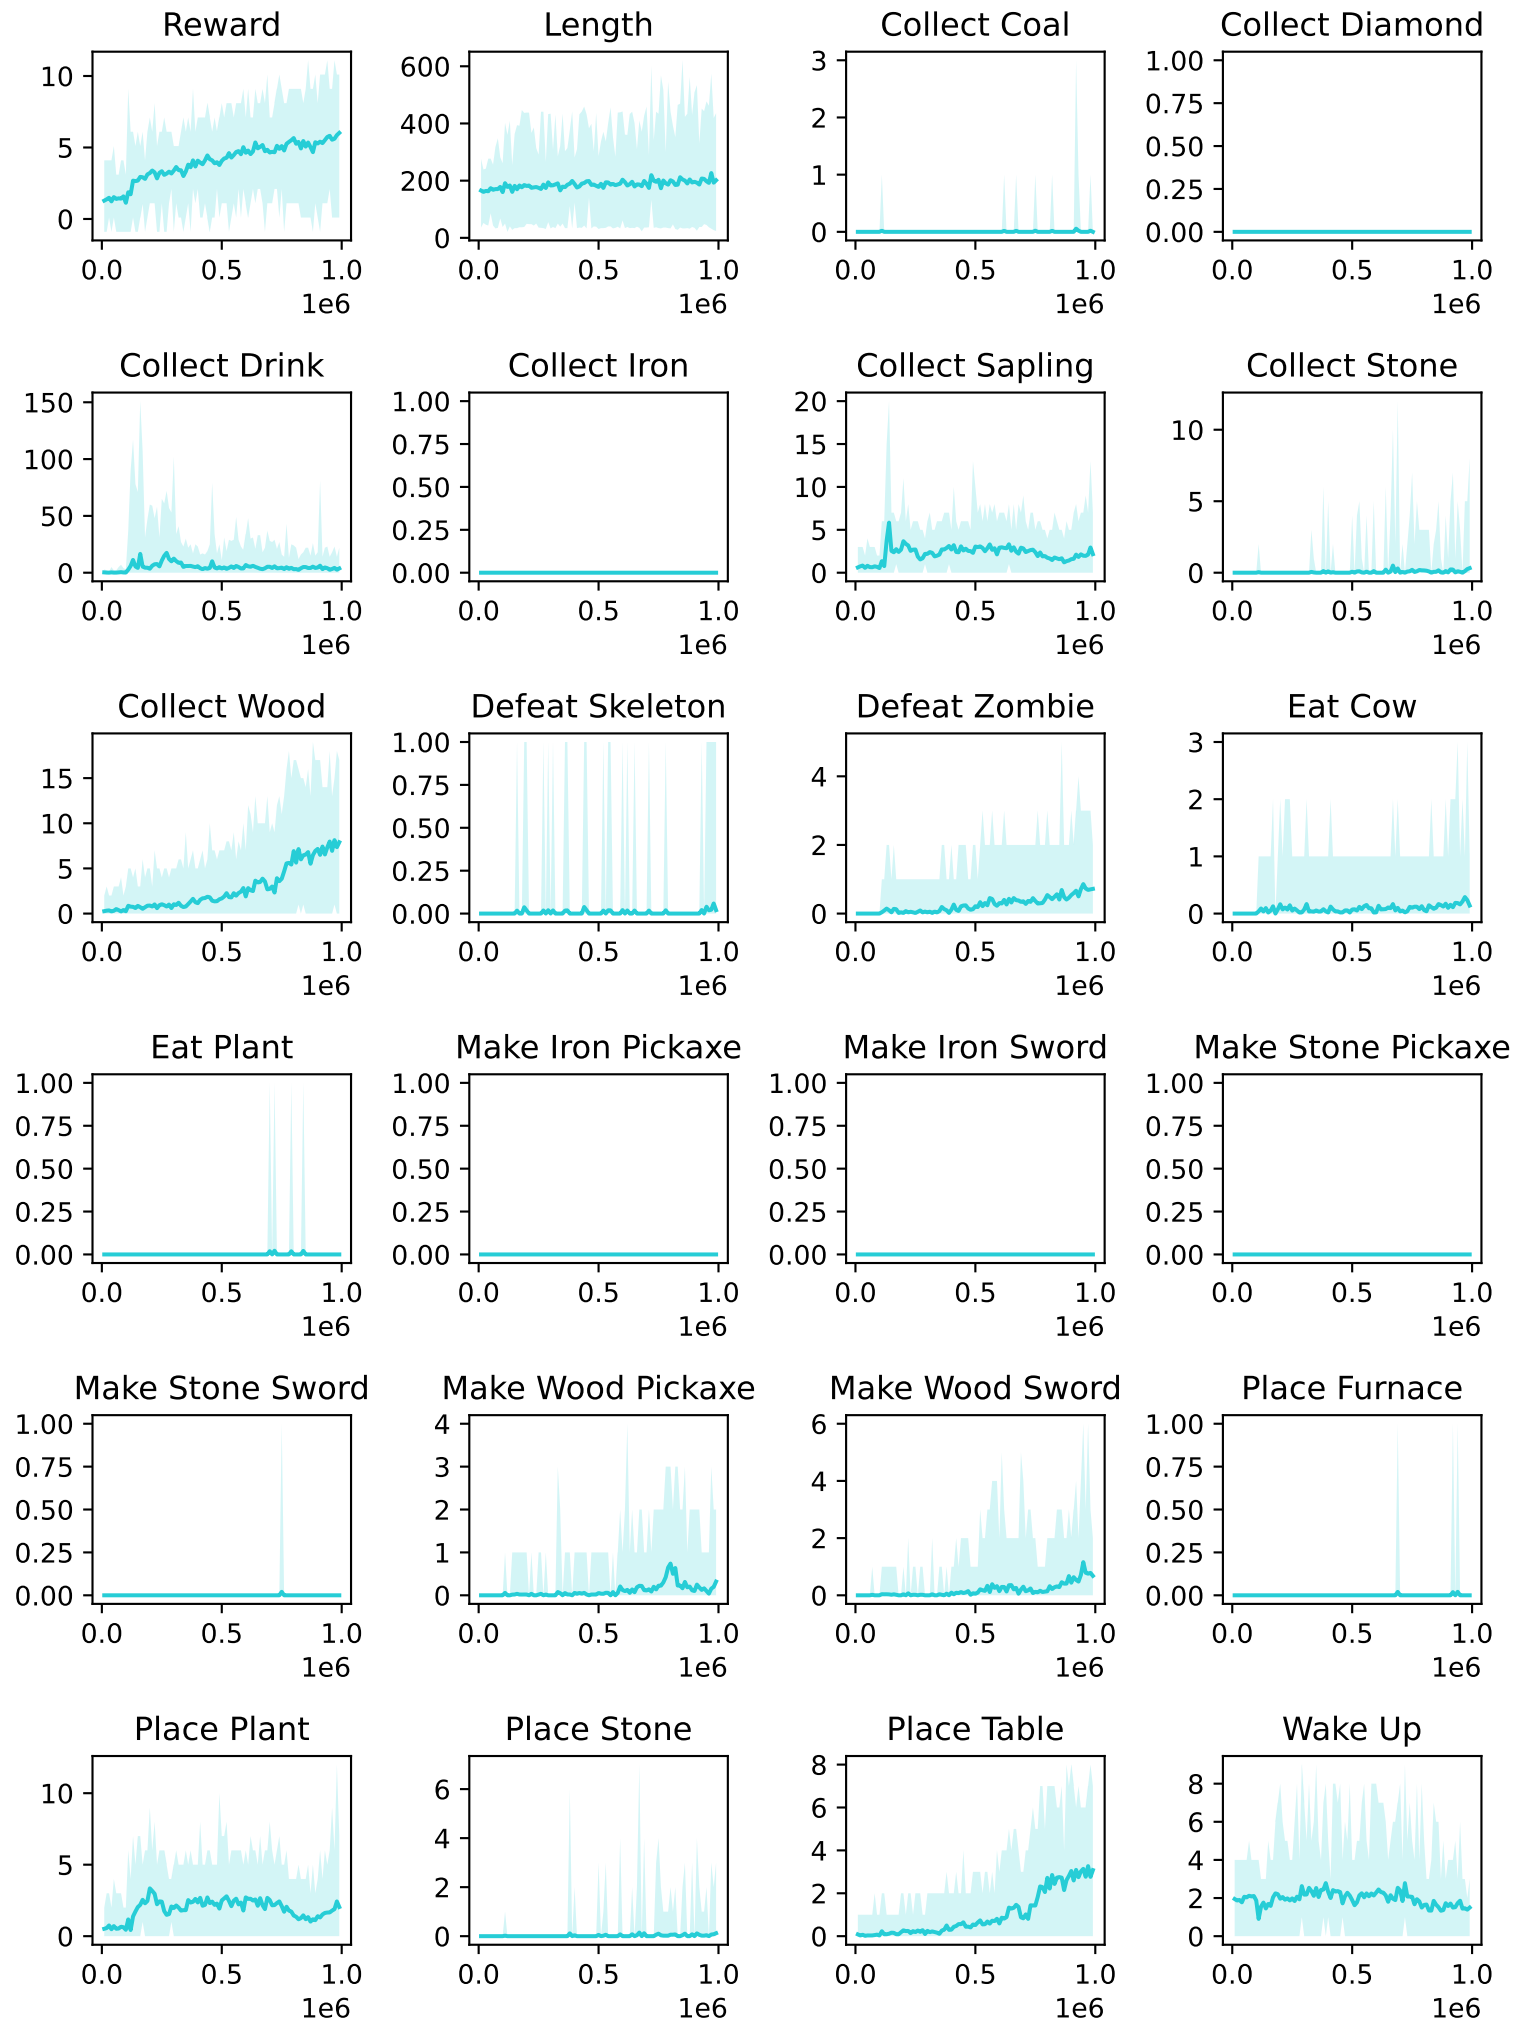 Reward Length Collect Coal Collect Diamond
10 5 0 600 400 200 0 3 2 1 0 1.00 0.75 0.50 0.25 0.00
0.0 0.5 1.0 0.0 0.5 1.0 0.0 0.5 1.0 0.0 0.5 1.0
1e6 1e6 1e6 1e6
Collect Drink Collect Iron Collect Sapling Collect Stone
150 100 50 0 1.00 0.75 0.50 0.25 0.00 20 15 10 5 0 10 5 0
0.0 0.5 1.0 0.0 0.5 1.0 0.0 0.5 1.0 0.0 0.5 1.0
1e6 1e6 1e6 1e6
Collect Wood Defeat Skeleton Defeat Zombie Eat Cow
15 10 5 0 1.00 0.75 0.50 0.25 0.00 4 2 0 3 2 1 0
0.0 0.5 1.0 0.0 0.5 1.0 0.0 0.5 1.0 0.0 0.5 1.0
1e6 1e6 1e6 1e6
Eat Plant Make Iron Pickaxe Make Iron Sword Make Stone Pickaxe
1.00 0.75 0.50 0.25 0.00 1.00 0.75 0.50 0.25 0.00 1.00 0.75 0.50 0.25 0.00 1.00 0.75 0.50 0.25 0.00
0.0 0.5 1.0 0.0 0.5 1.0 0.0 0.5 1.0 0.0 0.5 1.0
1e6 1e6 1e6 1e6
Make Stone Sword Make Wood Pickaxe Make Wood Sword Place Furnace
1.00 0.75 0.50 0.25 0.00 4 3 2 1 0 6 4 2 0 1.00 0.75 0.50 0.25 0.00
0.0 0.5 1.0 0.0 0.5 1.0 0.0 0.5 1.0 0.0 0.5 1.0
1e6 1e6 1e6 1e6
Place Plant Place Stone Place Table Wake Up
10 5 0 6 4 2 0 8 6 4 2 0 8 6 4 2 0
0.0 0.5 1.0 0.0 0.5 1.0 0.0 0.5 1.0 0.0 0.5 1.0
1e6 1e6 1e6 1e6